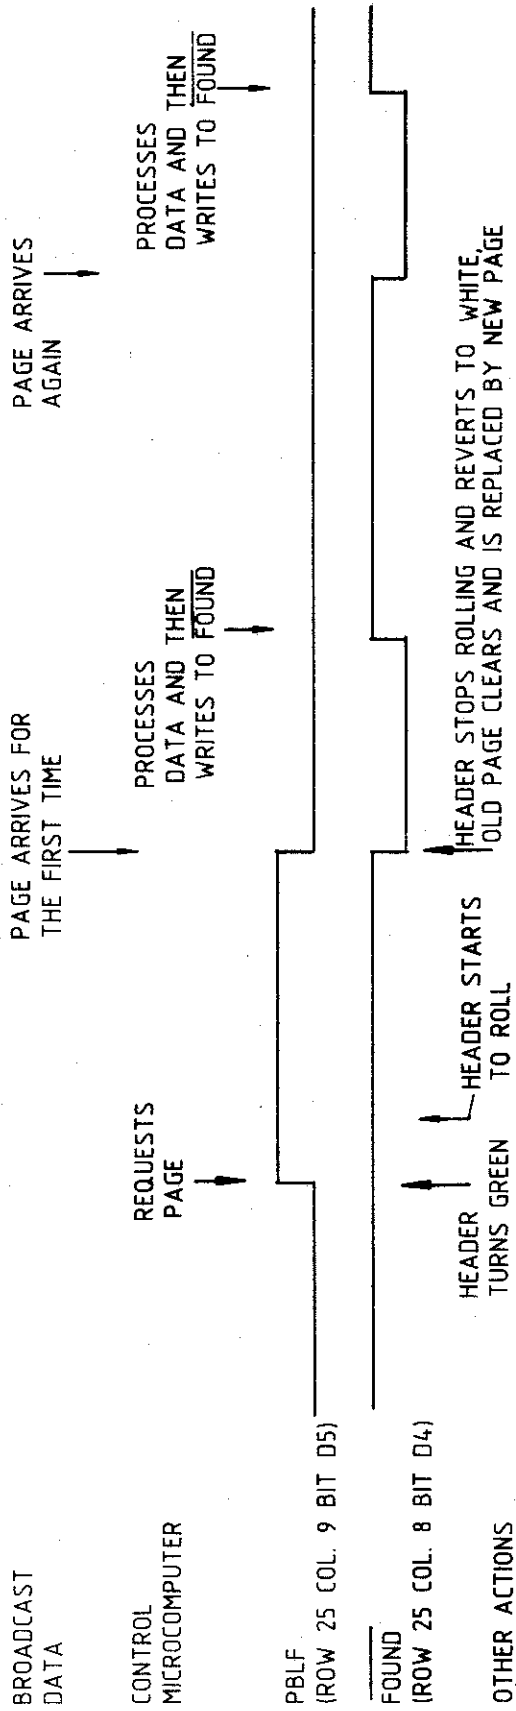 BROADCAST
DATA
PAGE ARRIVES FOR
THE FIRST TIME
PAGE ARRIVES
AGAIN
CONTROL
MICROCOMPUTER
REQUESTS
PAGE
PROCESSES
DATA AND THEN
WRITES TO FOUND
PROCESSES
DATA AND THEN
WRITES TO FOUND
PBLF
(ROW 25 COL. 9 BIT D5)
FOUND
(ROW 25 COL. 8 BIT D4)
OTHER ACTIONS
HEADER
TURNS GREEN
HEADER STARTS
TO ROLL
HEADER STOPS ROLLING AND REVERTS TO WHITE,
OLD PAGE CLEARS AND IS REPLACED BY NEW PAGE